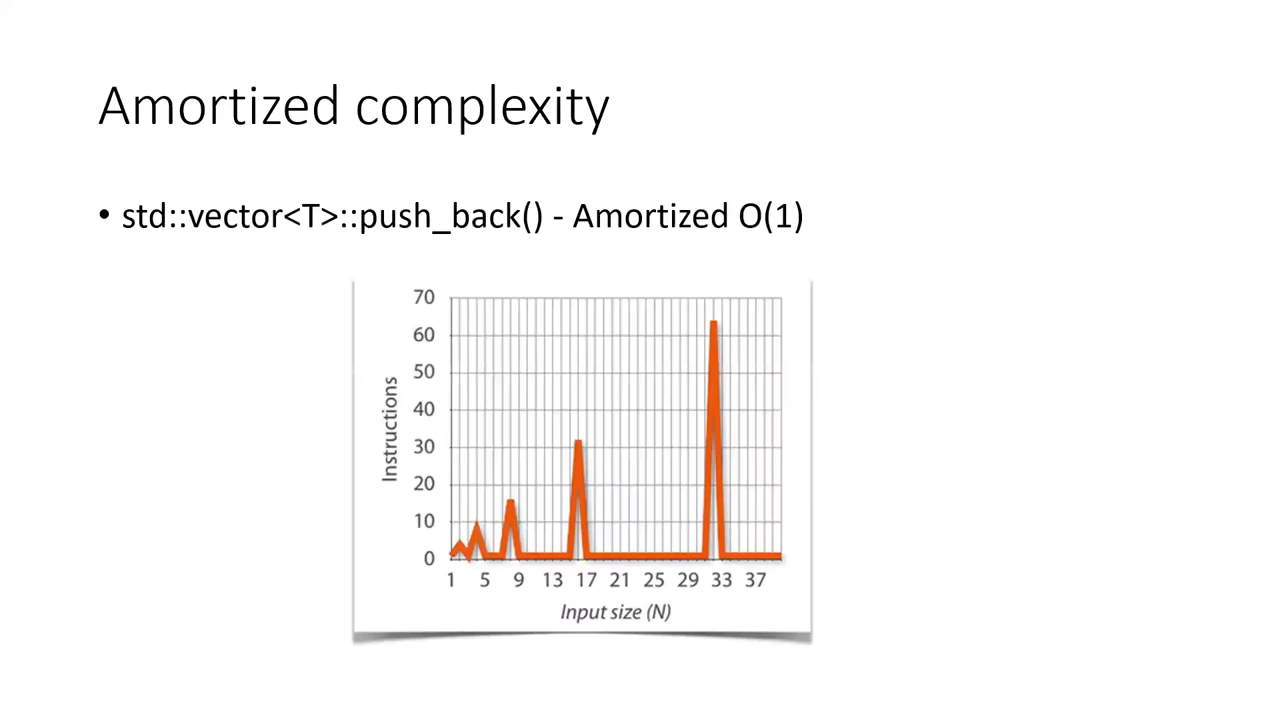 Amortized complexity
• std::vector<T>::push_back() - Amortized O(1)
70
60
50
40
30
20
10
0
Instructions
1 5 9 13 17 21 25 29 33 37
Input size (N)